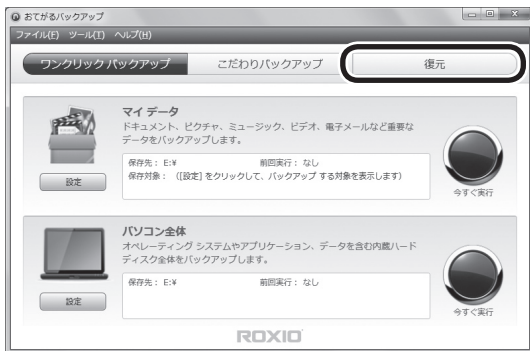 おてがるバックアップ
ファイル(F) ツール(T) ヘルプ(H)
ワンクリック バックアップ こだわりバックアップ 復元
マイ データ
ドキュメント、ピクチャ、ミュージック、ビデオ、電子メールなど重要な
データをバックアップします。
保存先： E:¥ 前回実行： なし
保存対象： （[設定] をクリックして、バックアップ する対象を表示します）
設定
今すぐ実行
パソコン全体
オペレーティング システムやアプリケーション、データを含む内蔵ハード
ディスク全体をバックアップします。
保存先： E:¥ 前回実行： なし
設定
今すぐ実行
ROXIO